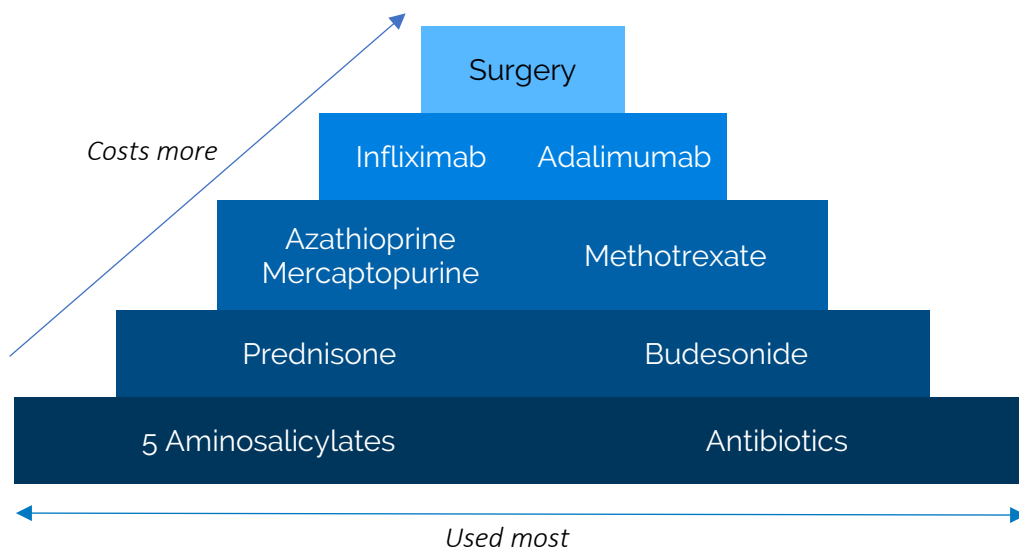 Surgery
Costs more
Infliximab Adalimumab
Azathioprine
Mercaptopurine
Methotrexate
Prednisone Budesonide
5 Aminosalicylates Antibiotics
Used most